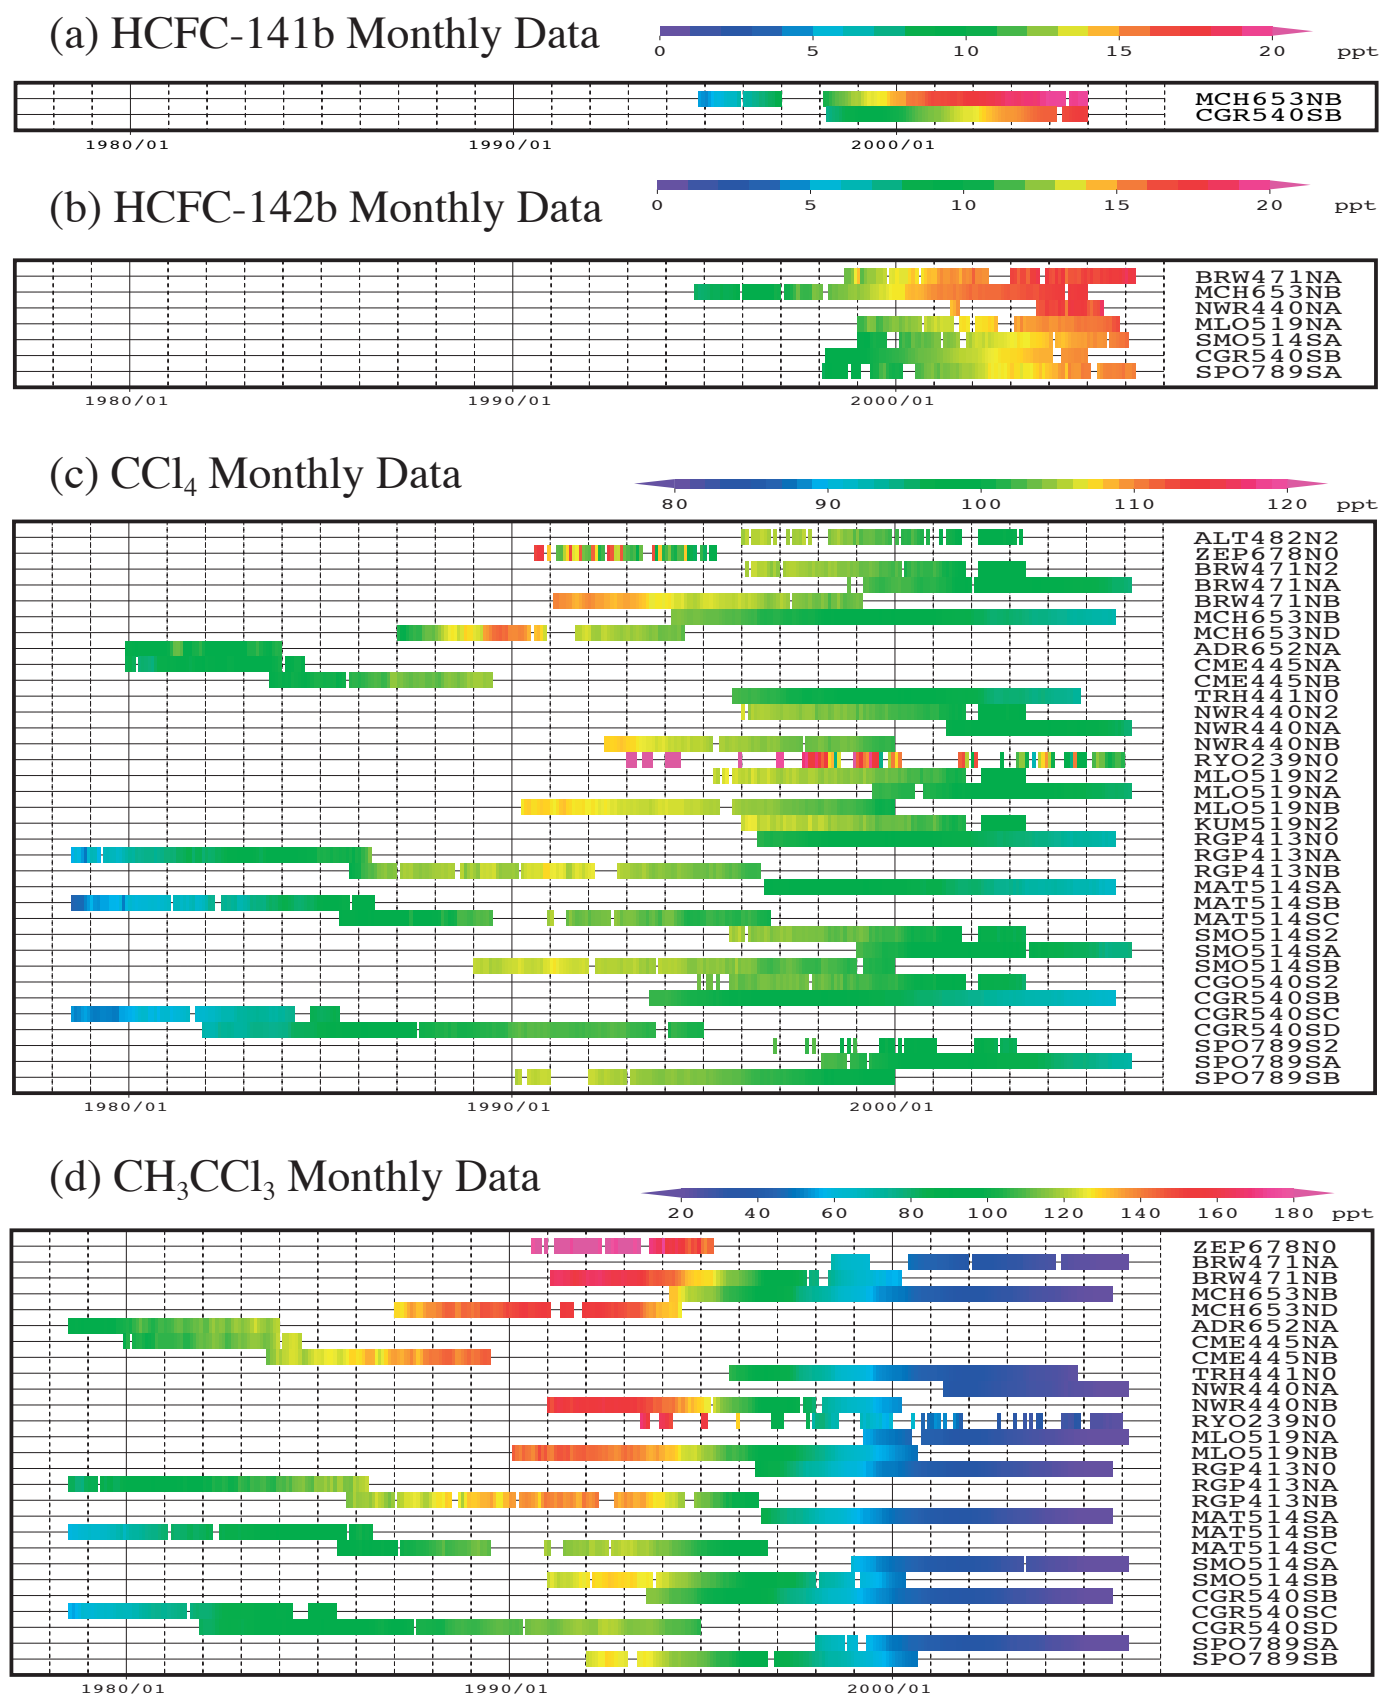 (a) HCFC-141b Monthly Data
0 5 10 15 20 ppt
MCH653NB
CGR540SB
1980/01 1990/01 2000/01
(b) HCFC-142b Monthly Data
0 5 10 15 20 ppt
BRW471NA
MCH653NB
NWR440NA
MLO519NA
SMO514SA
CGR540SB
SPO789SA
1980/01 1990/01 2000/01
(c) CCl₄ Monthly Data
80 90 100 110 120 ppt
ALT482N2
ZEP678N0
BRW471N2
BRW471NA
BRW471NB
MCH653NB
MCH653ND
ADR652NA
CME445NA
CME445NB
TRH441N0
NWR440N2
NWR440NA
NWR440NB
RYO239N0
MLO519N2
MLO519NA
MLO519NB
KUM519N2
RGP413N0
RGP413NA
RGP413NB
MAT514SA
MAT514SB
MAT514SC
SMO514S2
SMO514SA
SMO514SB
CGO540S2
CGR540SB
CGR540SC
CGR540SD
SPO789S2
SPO789SA
SPO789SB
1980/01 1990/01 2000/01
(d) CH₃CCl₃ Monthly Data
20 40 60 80 100 120 140 160 180 ppt
ZEP678N0
BRW471NA
BRW471NB
MCH653NB
MCH653ND
ADR652NA
CME445NA
CME445NB
TRH441N0
NWR440NA
NWR440NB
RYO239N0
MLO519NA
MLO519NB
RGP413N0
RGP413NA
RGP413NB
MAT514SA
MAT514SB
MAT514SC
SMO514SA
SMO514SB
CGR540SB
CGR540SC
CGR540SD
SPO789SA
SPO789SB
1980/01 1990/01 2000/01